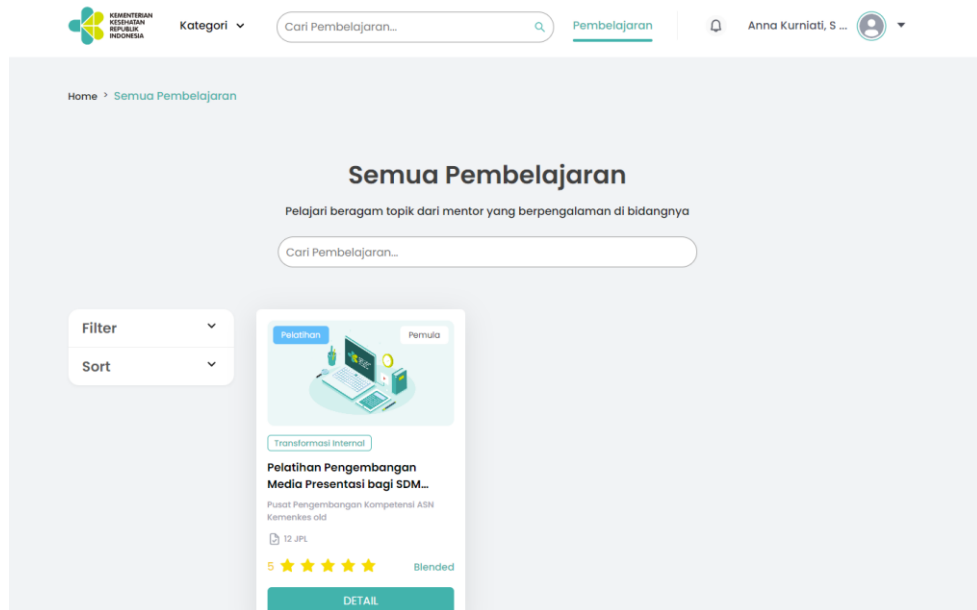 KEMENTERIAN
KESEHATAN
REPUBLIK
INDONESIA
Kategori
Cari Pembelajaran...
Pembelajaran
Anna Kurniati, S ...
Home > Semua Pembelajaran
Semua Pembelajaran
Pelajari beragam topik dari mentor yang berpengalaman di bidangnya
Cari Pembelajaran...
Filter
Sort
Pelatihan
Pemula
Transformasi Internal
Pelatihan Pengembangan
Media Presentasi bagi SDM...
Pusat Pengembangan Kompetensi ASN
Kemenkes old
12 JPL
5
Blended
DETAIL